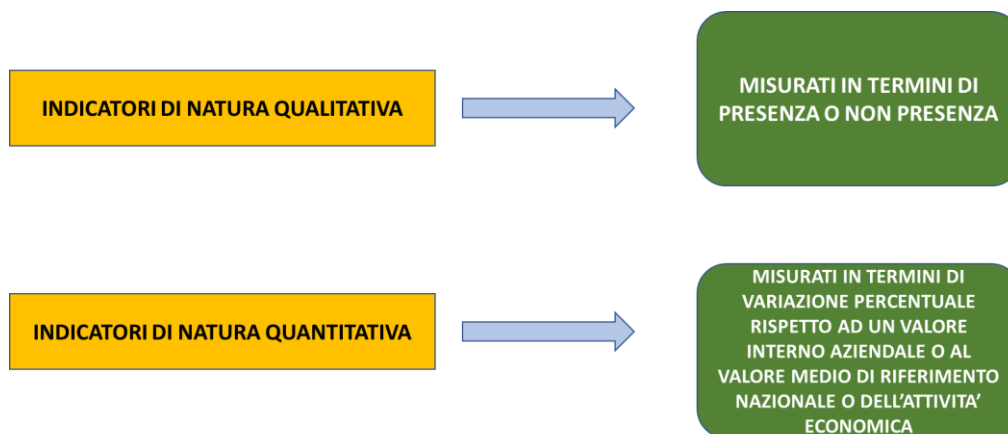 INDICATORI DI NATURA QUALITATIVA
MISURATI IN TERMINI DI
PRESENZA O NON PRESENZA
INDICATORI DI NATURA QUANTITATIVA
MISURATI IN TERMINI DI
VARIAZIONE PERCENTUALE
RISPETTO AD UN VALORE
INTERNO AZIENDALE O AL
VALORE MEDIO DI RIFERIMENTO
NAZIONALE O DELL’ATTIVITA’
ECONOMICA